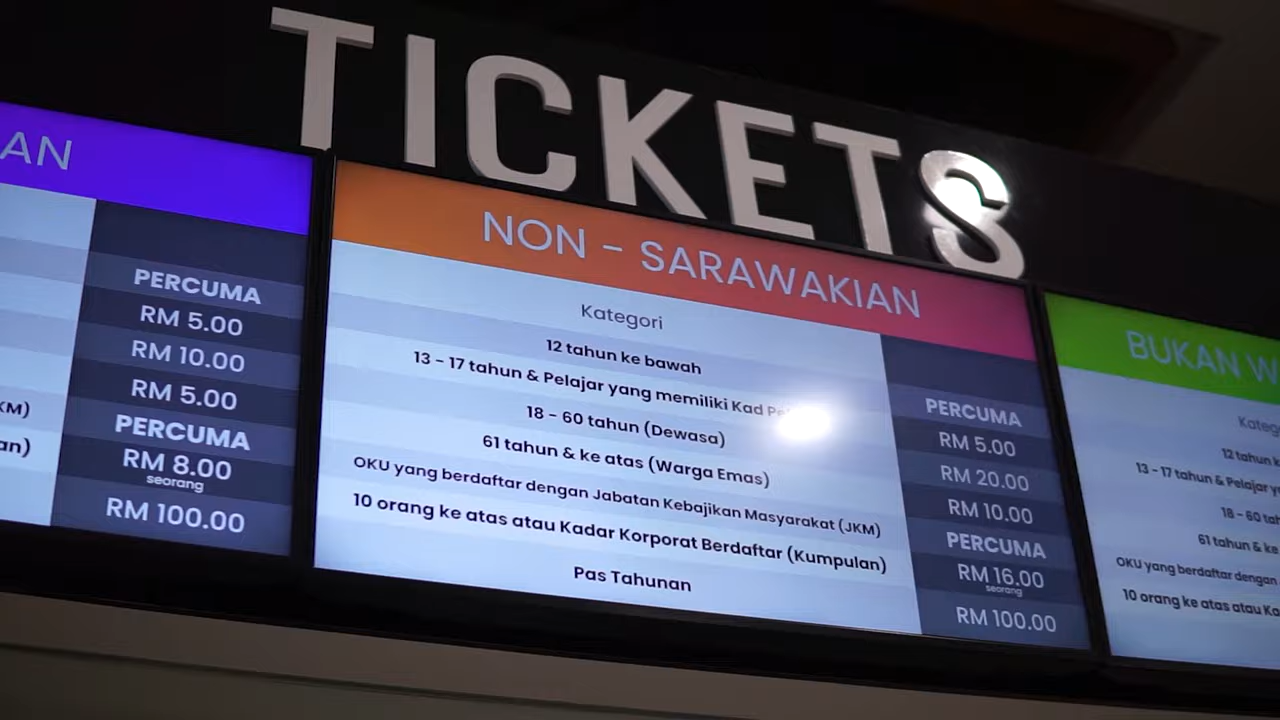 TICKETS
AN
PERCUMA
RM 5.00
RM 10.00
RM 5.00
KM)
PERCUMA
an)
RM 8.00
seorang
RM 100.00
NON - SARAWAKIAN
Kategori
12 tahun ke bawah
PERCUMA
13 - 17 tahun & Pelajar yang memiliki Kad
RM 5.00
18 - 60 tahun (Dewasa)
RM 20.00
61 tahun & ke atas (Warga Emas)
RM 10.00
OKU yang berdaftar dengan Jabatan Kebajikan Masyarakat (JKM)
PERCUMA
10 orang ke atas atau Kadar Korporat Berdaftar (Kumpulan)
RM 16.00
seorang
Pas Tahunan
RM 100.00
BUKAN W
Kateg
12 tahun k
13 - 17 tahun & Pelajar y
18 - 60 ta
61 tahun & ke
OKU yang berdaftar dengan
10 orang ke atas atau Ka